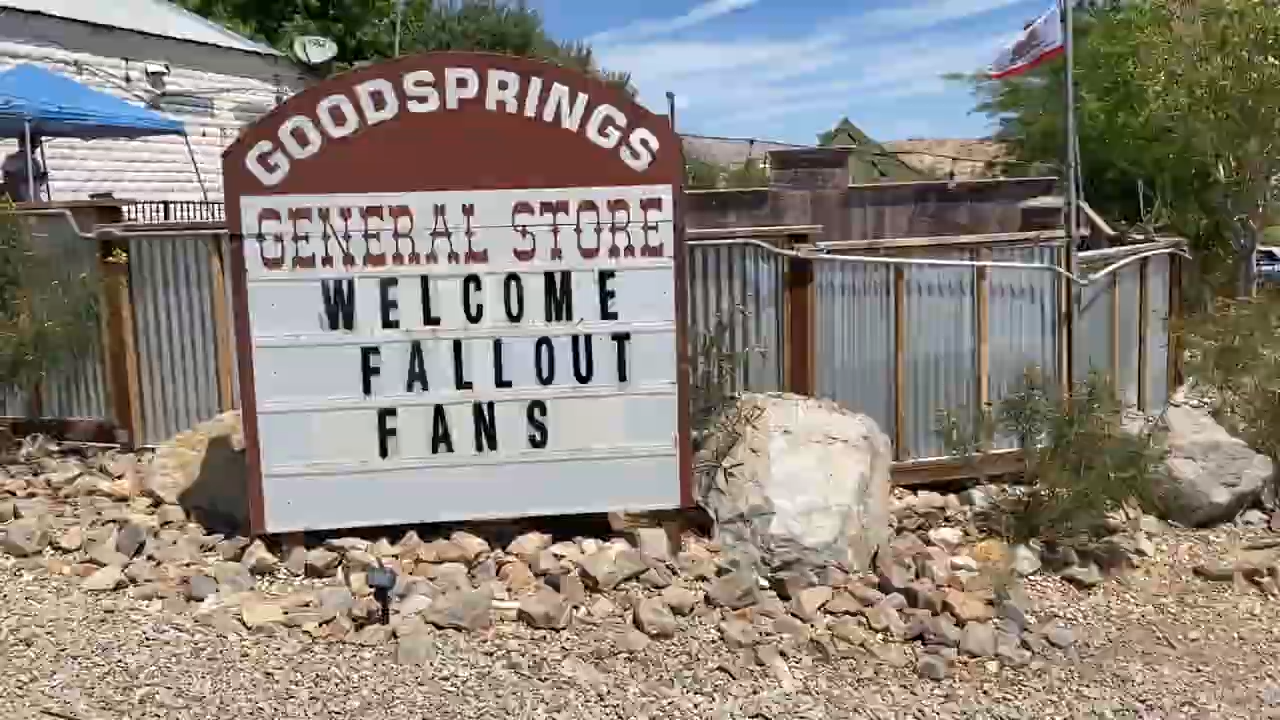 GOODSPRINGS
GENERAL STORE
WELCOME
FALLOUT
FANS